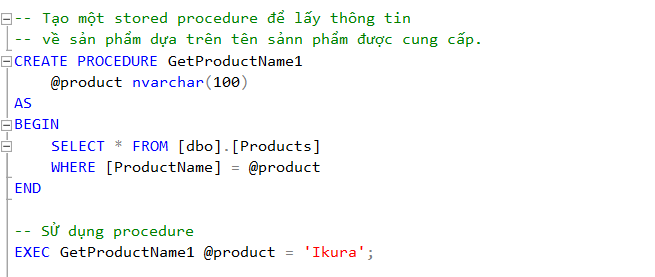 -- Tạo một stored procedure để lấy thông tin
-- về sản phẩm dựa trên tên sảnn phẩm được cung cấp.
CREATE PROCEDURE GetProductName1
    @product nvarchar(100)
AS
BEGIN
    SELECT * FROM [dbo].[Products]
    WHERE [ProductName] = @product
END

-- SỬ dụng procedure
EXEC GetProductName1 @product = 'Ikura';